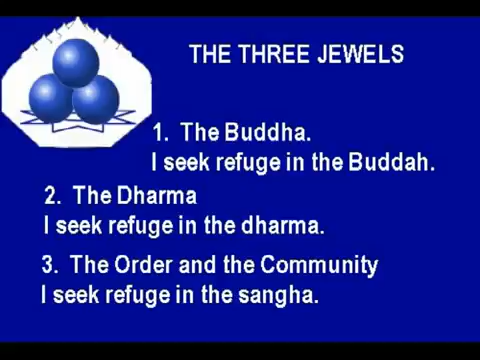 THE THREE JEWELS
1. The Buddha.
I seek refuge in the Buddah.
2. The Dharma
I seek refuge in the dharma.
3. The Order and the Community
I seek refuge in the sangha.